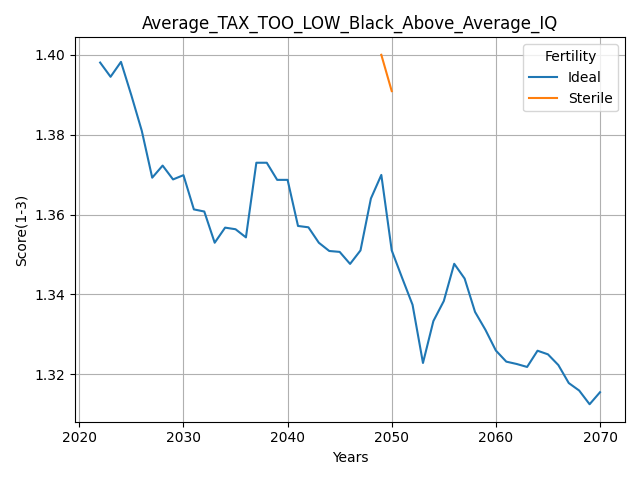 Average_TAX_TOO_LOW_Black_Above_Average_IQ
Fertility
Ideal
Sterile
Score(1-3)
1.40
1.38
1.36
1.34
1.32
2020 2030 2040 2050 2060 2070
Years